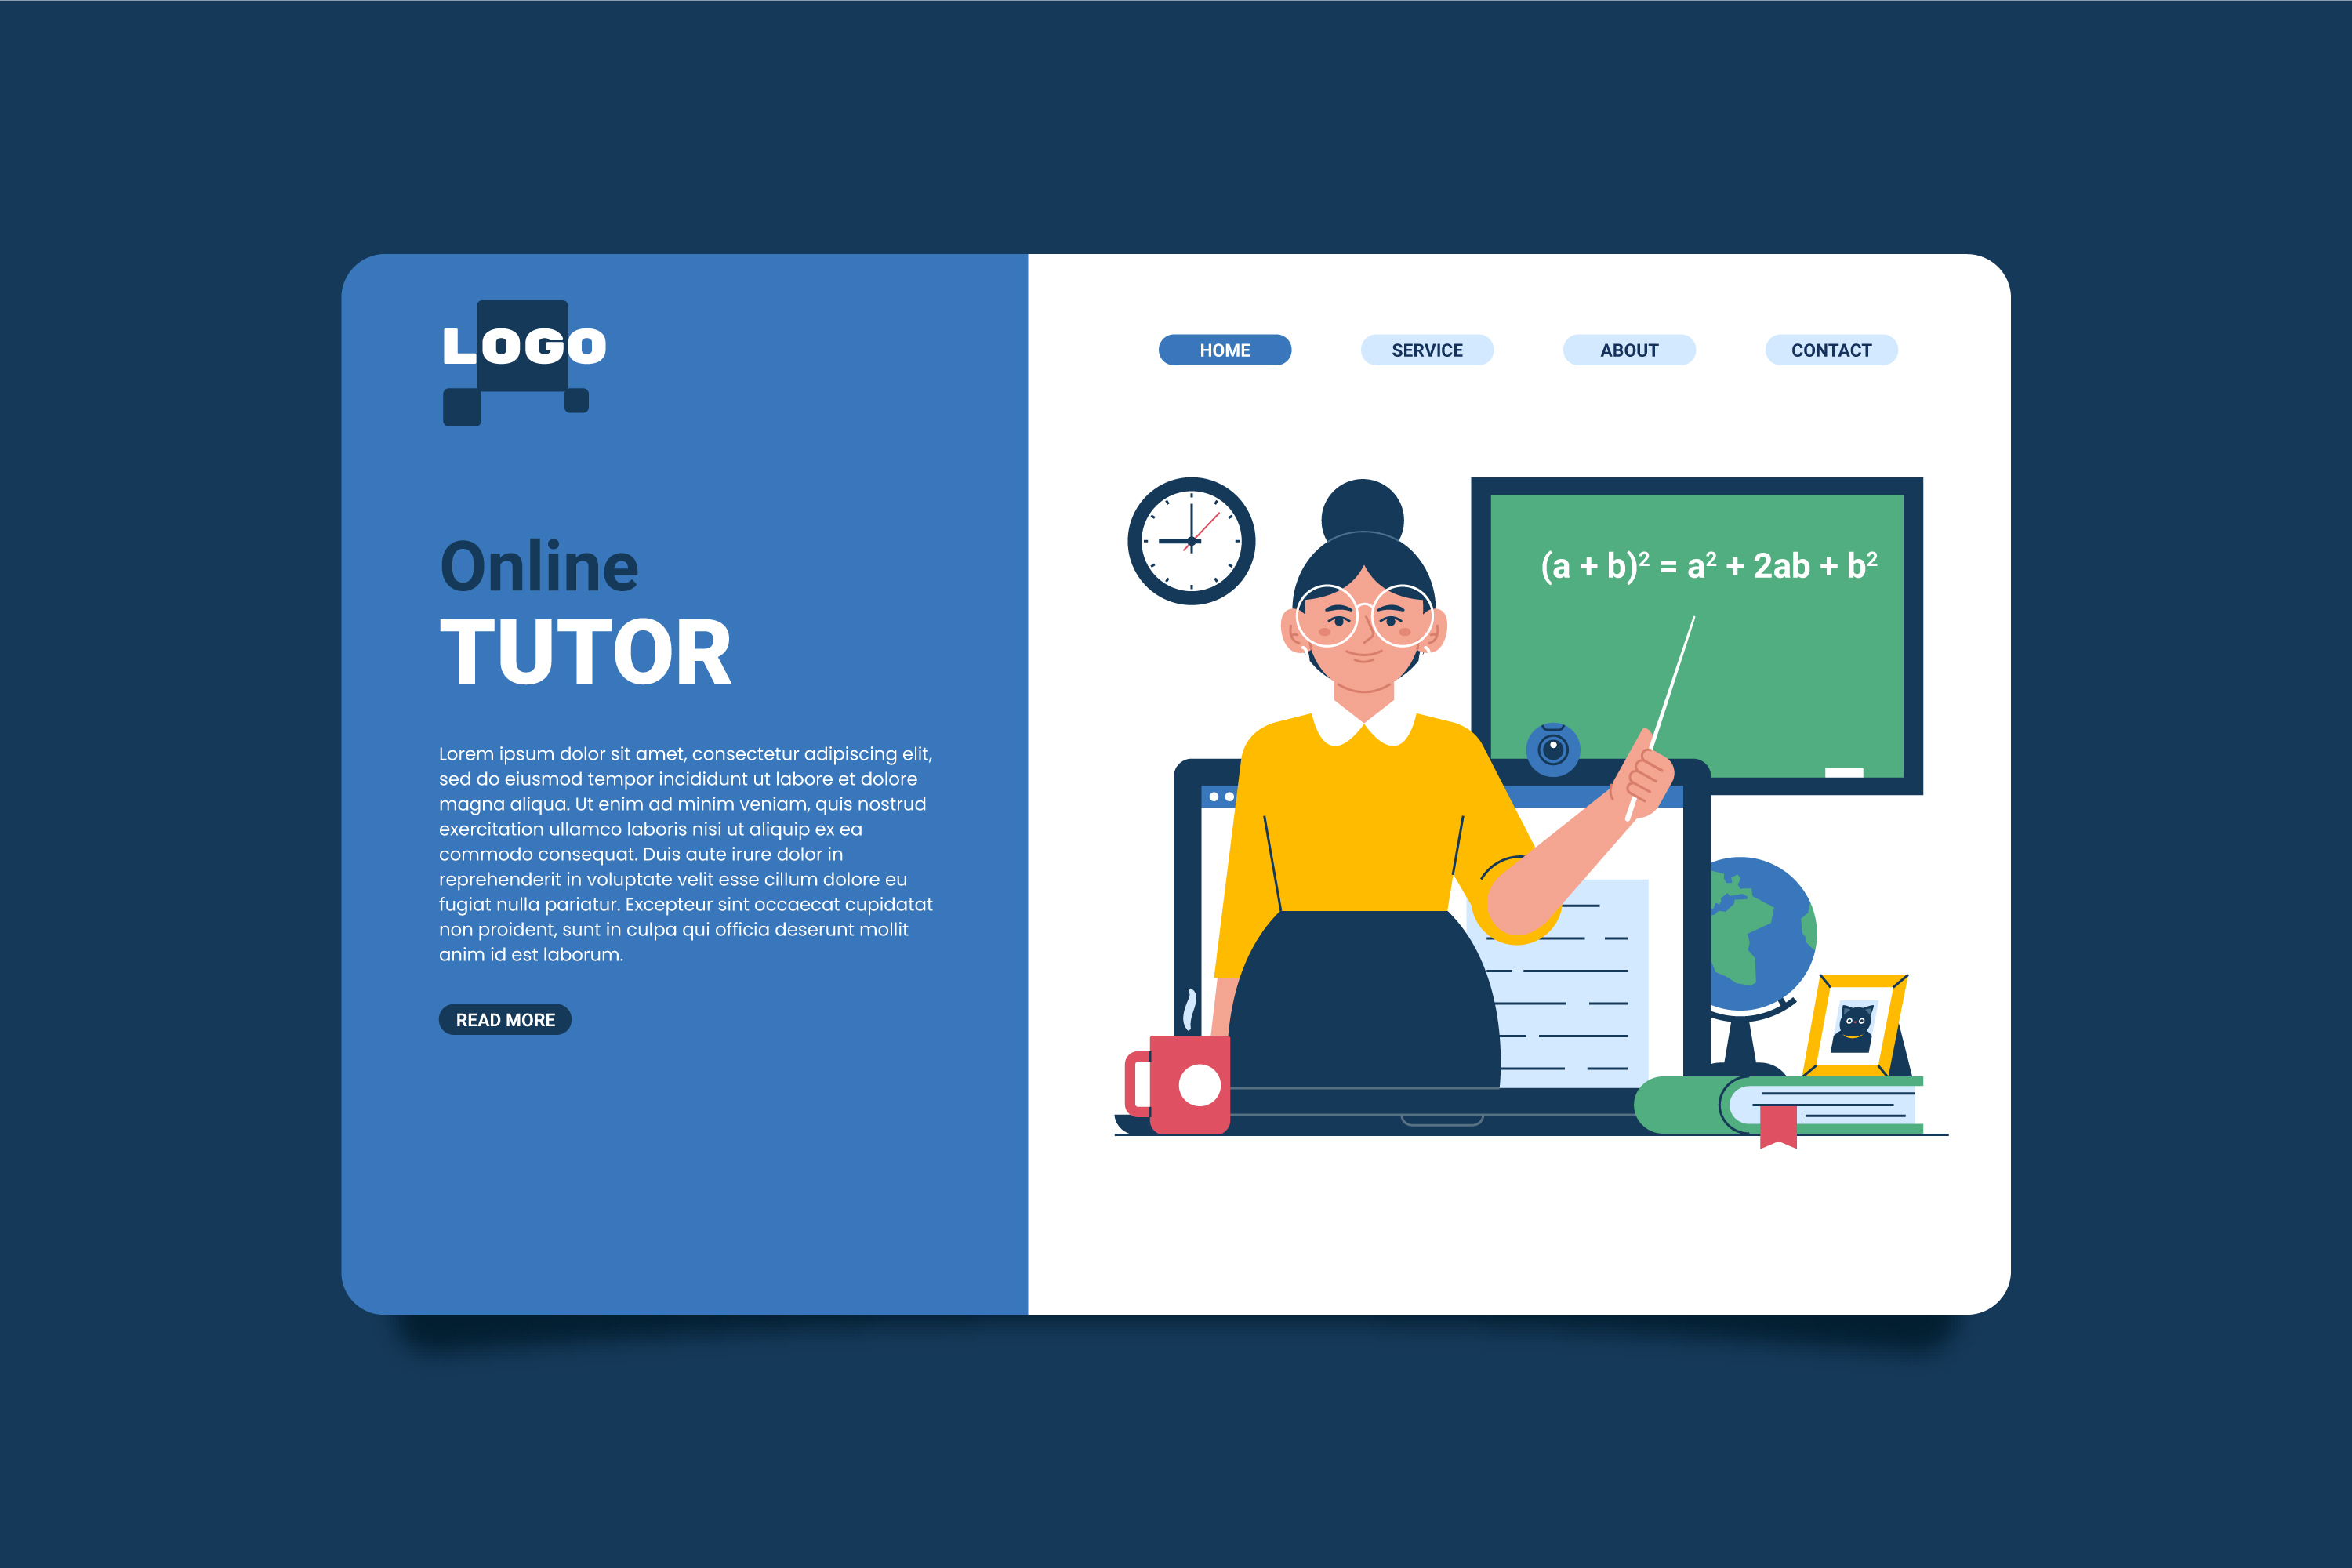 LOGO
HOME SERVICE ABOUT CONTACT
Online
TUTOR
Lorem ipsum dolor sit amet, consectetur adipiscing elit,
sed do eiusmod tempor incididunt ut labore et dolore
magna aliqua. Ut enim ad minim veniam, quis nostrud
exercitation ullamco laboris nisi ut aliquip ex ea
commodo consequat. Duis aute irure dolor in
reprehenderit in voluptate velit esse cillum dolore eu
fugiat nulla pariatur. Excepteur sint occaecat cupidatat
non proident, sunt in culpa qui officia deserunt mollit
anim id est laborum.
READ MORE
(a + b)² = a² + 2ab + b²